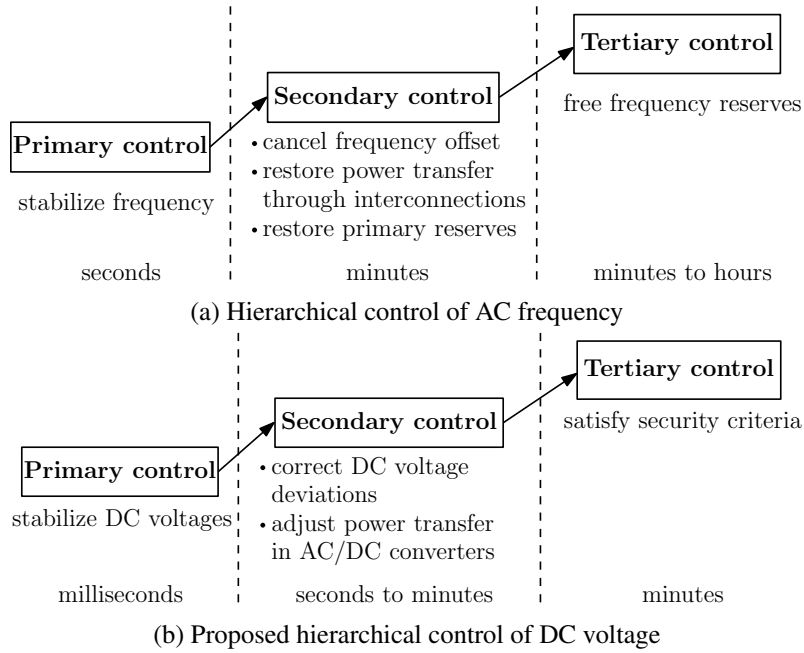 Primary control
stabilize frequency
seconds
Secondary control
• cancel frequency offset
• restore power transfer
through interconnections
• restore primary reserves
minutes
Tertiary control
free frequency reserves
minutes to hours
(a) Hierarchical control of AC frequency
Primary control
stabilize DC voltages
milliseconds
Secondary control
• correct DC voltage
deviations
• adjust power transfer
in AC/DC converters
seconds to minutes
Tertiary control
satisfy security criteria
minutes
(b) Proposed hierarchical control of DC voltage